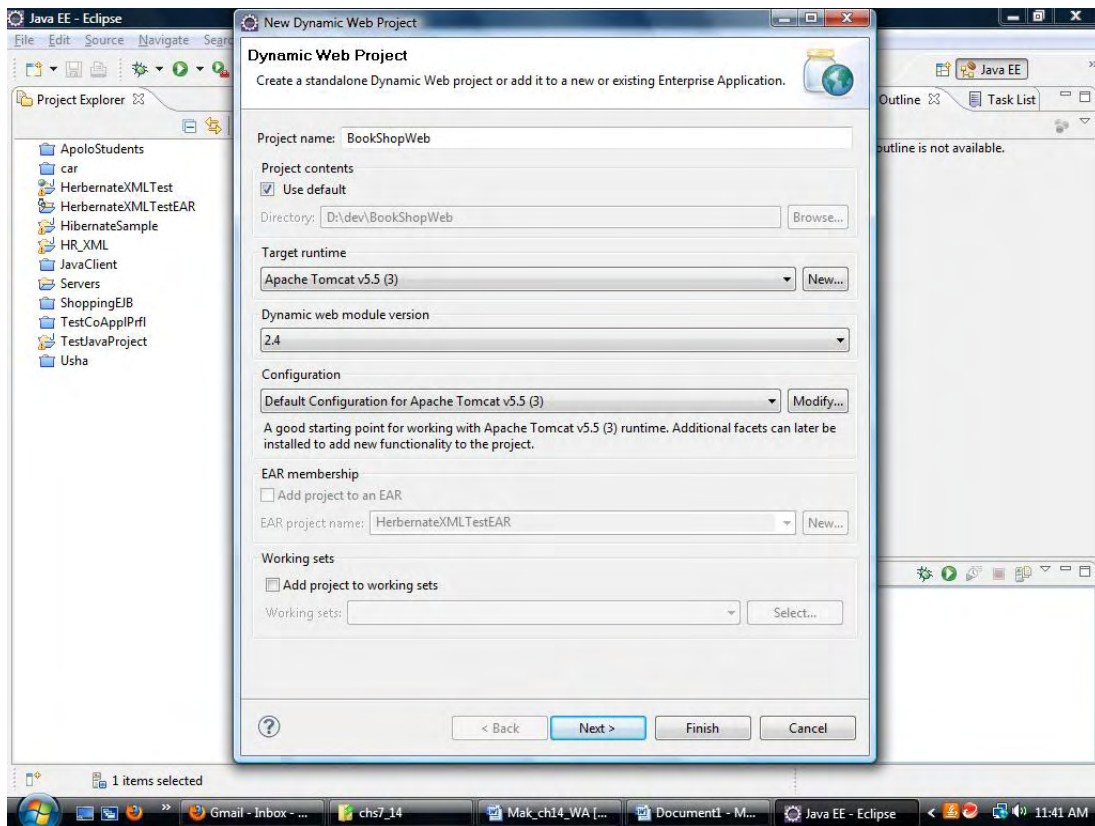 Java EE - Eclipse
File Edit Source Navigate
Project Explorer
ApoloStudents
car
HerbernateXMLTest
HerbernateXMLTestEAR
HibernateSample
HR_XML
JavaClient
Servers
ShoppingEJB
TestCoApplPrfl
TestJavaProject
Usha
New Dynamic Web Project
Dynamic Web Project
Create a standalone Dynamic Web project or add it to a new or existing Enterprise Application.
Project name: BookShopWeb
Project contents
Use default
Directory: D:\dev\BookShopWeb Browse...
Target runtime
Apache Tomcat v5.5 (3) New...
Dynamic web module version
2.4
Configuration
Default Configuration for Apache Tomcat v5.5 (3) Modify...
A good starting point for working with Apache Tomcat v5.5 (3) runtime. Additional facets can later be
installed to add new functionality to the project.
EAR membership
Add project to an EAR
EAR project name: HerbernateXMLTestEAR New...
Working sets
Add project to working sets
Working sets: Select...
< Back Next > Finish Cancel
Java EE
Outline Task List
outline is not available.
1 items selected
Gmail - Inbox - ... chs7_14 Mak_ch14_WA [... Document1 - M... Java EE - Eclipse 11:41 AM